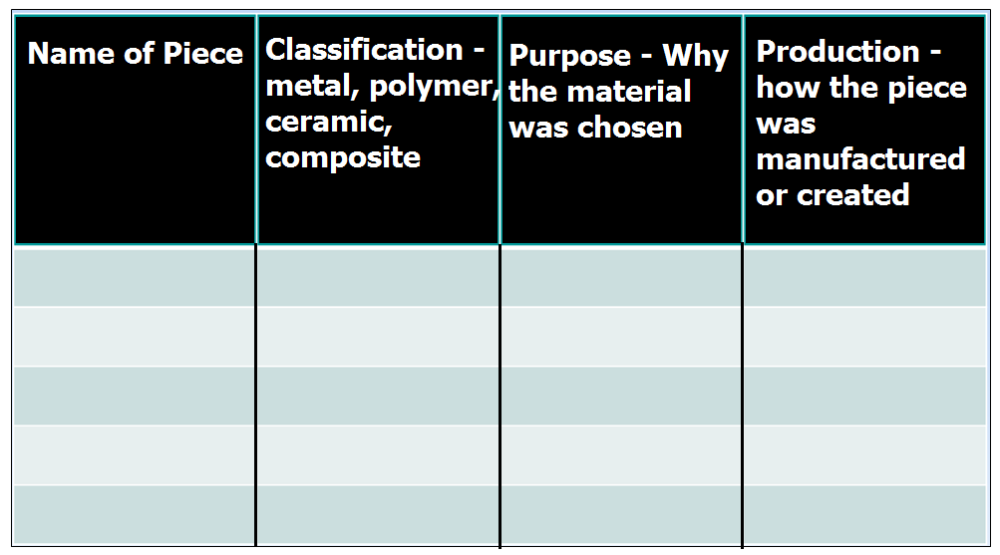 Name of Piece
Classification -
metal, polymer,
ceramic,
composite
Purpose - Why
the material
was chosen
Production -
how the piece
was
manufactured
or created